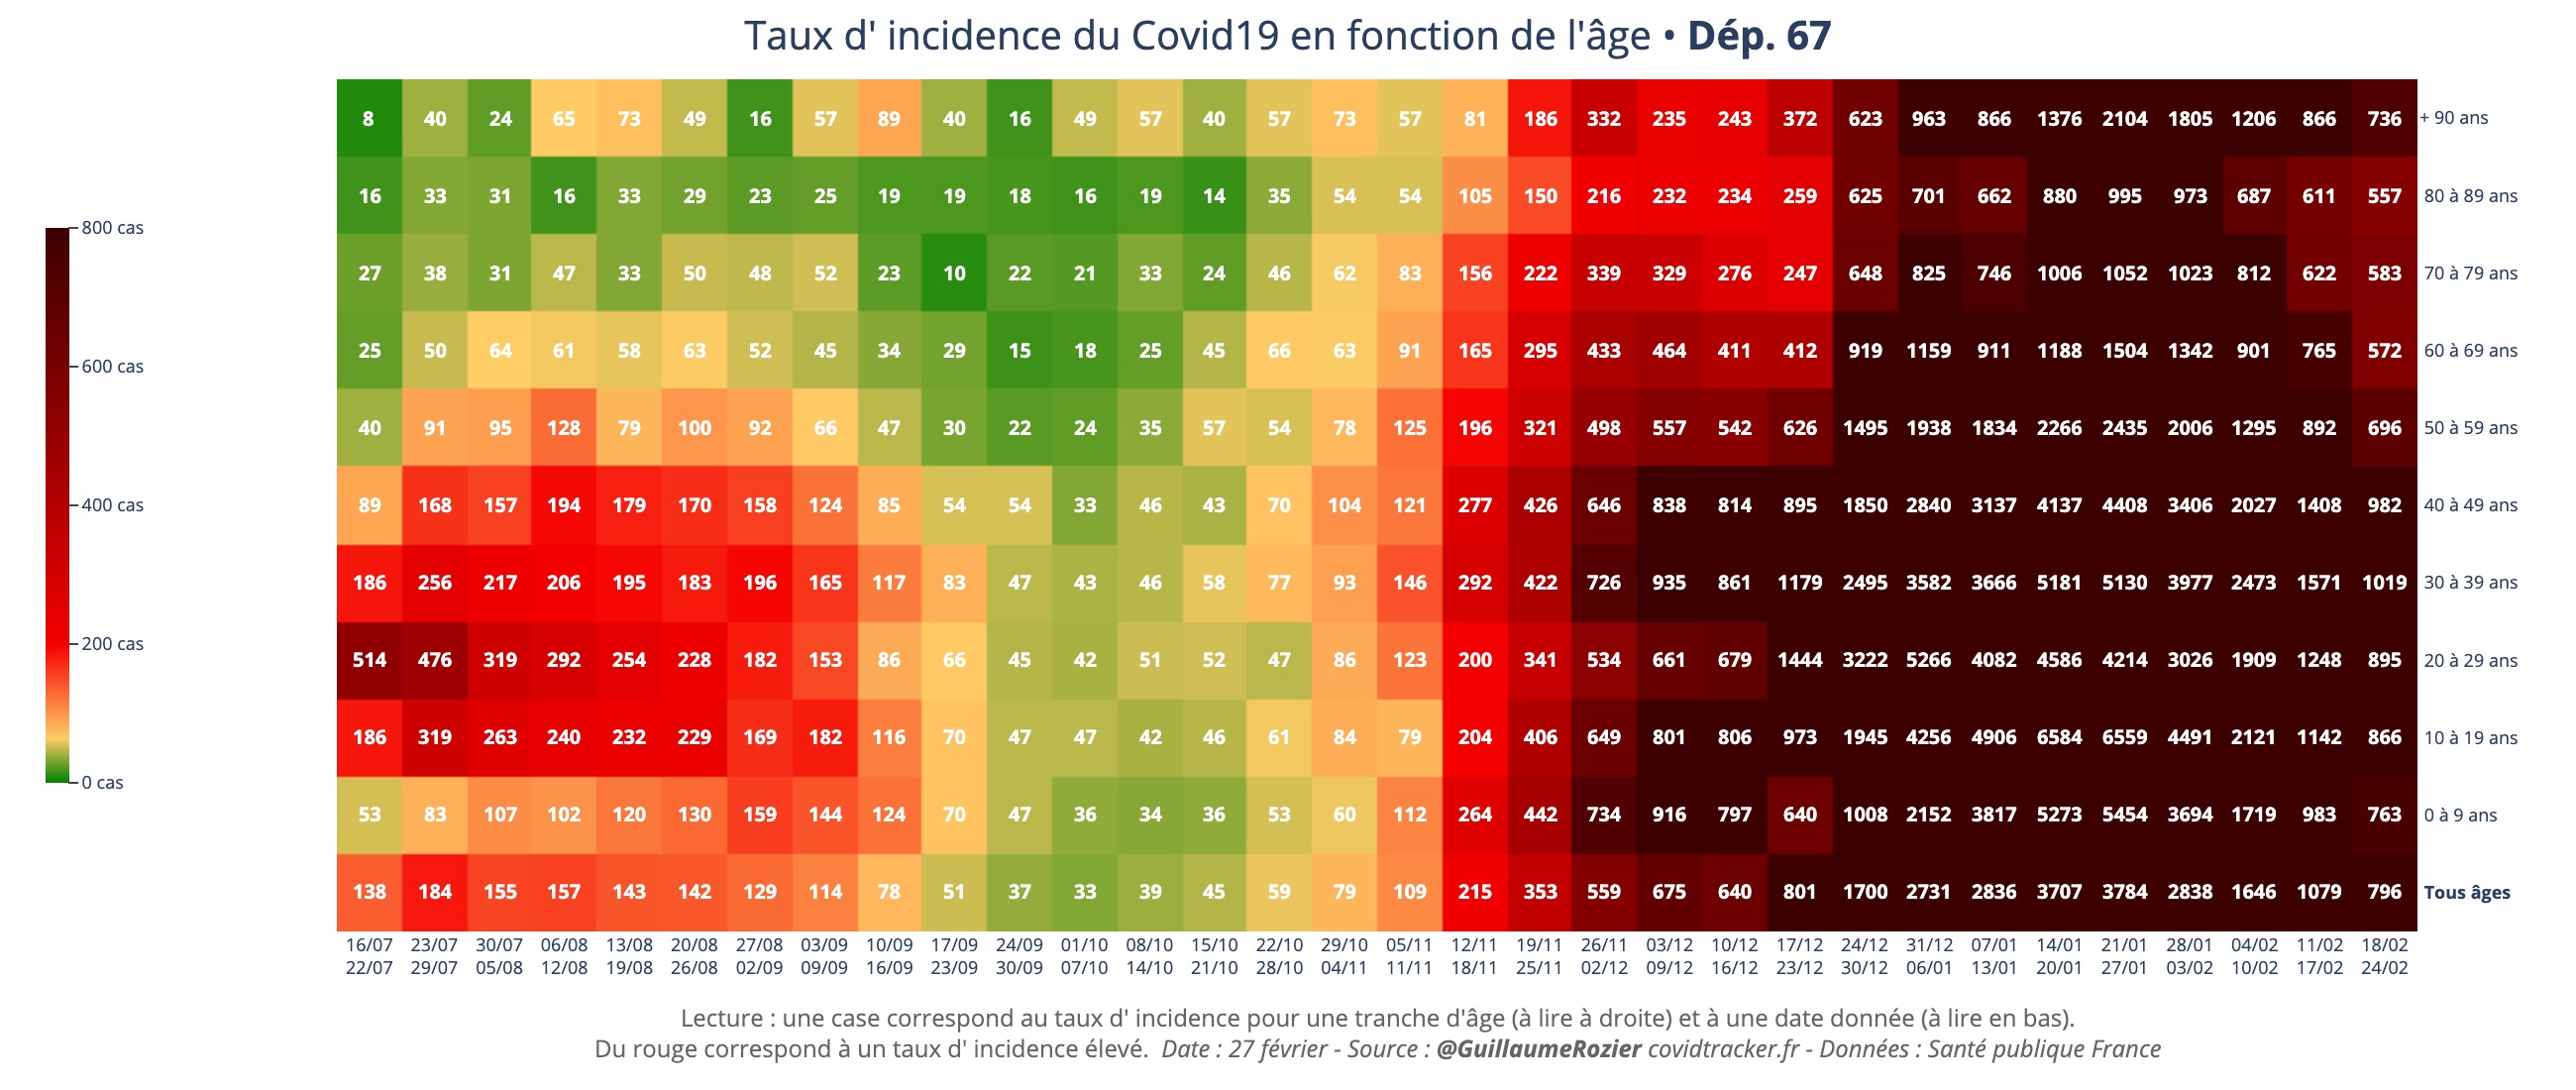 Taux d' incidence du Covid19 en fonction de l'âge • Dép. 67
800 cas
600 cas
400 cas
200 cas
0 cas
8 40 24 65 73 49 16 57 89 40 16 49 57 40 57 73 57 81 186 332 235 243 372 623 963 866 1376 2104 1805 1206 866 736 + 90 ans
16 33 31 16 33 29 23 25 19 19 18 16 19 14 35 54 54 105 150 216 232 234 259 625 701 662 880 995 973 687 611 557 80 à 89 ans
27 38 31 47 33 50 48 52 23 10 22 21 33 24 46 62 83 156 222 339 329 276 247 648 825 746 1006 1052 1023 812 622 583 70 à 79 ans
25 50 64 61 58 63 52 45 34 29 15 18 25 45 66 63 91 165 295 433 464 411 412 919 1159 911 1188 1504 1342 901 765 572 60 à 69 ans
40 91 95 128 79 100 92 66 47 30 22 24 35 57 54 78 125 196 321 498 557 542 626 1495 1938 1834 2266 2435 2006 1295 892 696 50 à 59 ans
89 168 157 194 179 170 158 124 85 54 54 33 46 43 70 104 121 277 426 646 838 814 895 1850 2840 3137 4137 4408 3406 2027 1408 982 40 à 49 ans
186 256 217 206 195 183 196 165 117 83 47 43 46 58 77 93 146 292 422 726 935 861 1179 2495 3582 3666 5181 5130 3977 2473 1571 1019 30 à 39 ans
514 476 319 292 254 228 182 153 86 66 45 42 51 52 47 86 123 200 341 534 661 679 1444 3222 5266 4082 4586 4214 3026 1909 1248 895 20 à 29 ans
186 319 263 240 232 229 169 182 116 70 47 47 42 46 61 84 79 204 406 649 801 806 973 1945 4256 4906 6584 6559 4491 2121 1142 866 10 à 19 ans
53 83 107 102 120 130 159 144 124 70 47 36 34 36 53 60 112 264 442 734 916 797 640 1008 2152 3817 5273 5454 3694 1719 983 763 0 à 9 ans
138 184 155 157 143 142 129 114 78 51 37 33 39 45 59 79 109 215 353 559 675 640 801 1700 2731 2836 3707 3784 2838 1646 1079 796 Tous âges
16/07 23/07 30/07 06/08 13/08 20/08 27/08 03/09 10/09 17/09 24/09 01/10 08/10 15/10 22/10 29/10 05/11 12/11 19/11 26/11 03/12 10/12 17/12 24/12 31/12 07/01 14/01 21/01 28/01 04/02 11/02 18/02
22/07 29/07 05/08 12/08 19/08 26/08 02/09 09/09 16/09 23/09 30/09 07/10 14/10 21/10 28/10 04/11 11/11 18/11 25/11 02/12 09/12 16/12 23/12 30/12 06/01 13/01 20/01 27/01 03/02 10/02 17/02 24/02
Lecture : une case correspond au taux d' incidence pour une tranche d'âge (à lire à droite) et à une date donnée (à lire en bas).
Du rouge correspond à un taux d' incidence élevé. Date : 27 février - Source : @GuillaumeRozier covidtracker.fr - Données : Santé publique France